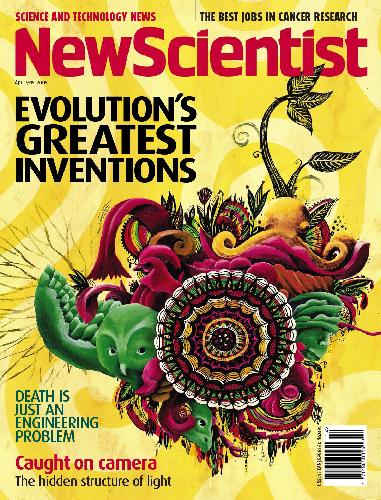 SCIENCE AND TECHNOLOGY NEWS
THE BEST JOBS IN CANCER RESEARCH
NewScientist
EVOLUTION'S
GREATEST
INVENTIONS
DEATH IS
JUST AN
ENGINEERING
PROBLEM
Caught on camera
The hidden structure of light